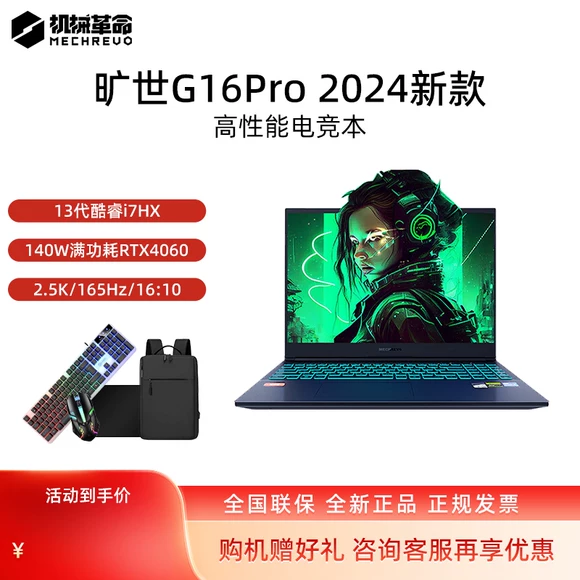 机械革命
MECHREVO
旷世G16Pro 2024新款
高性能电竞本
13代酷睿i7HX
140W满功耗RTX4060
2.5K/165Hz/16:10
活动到手价
¥
全国联保 全新正品 正规发票
购机赠好礼 咨询客服再享优惠